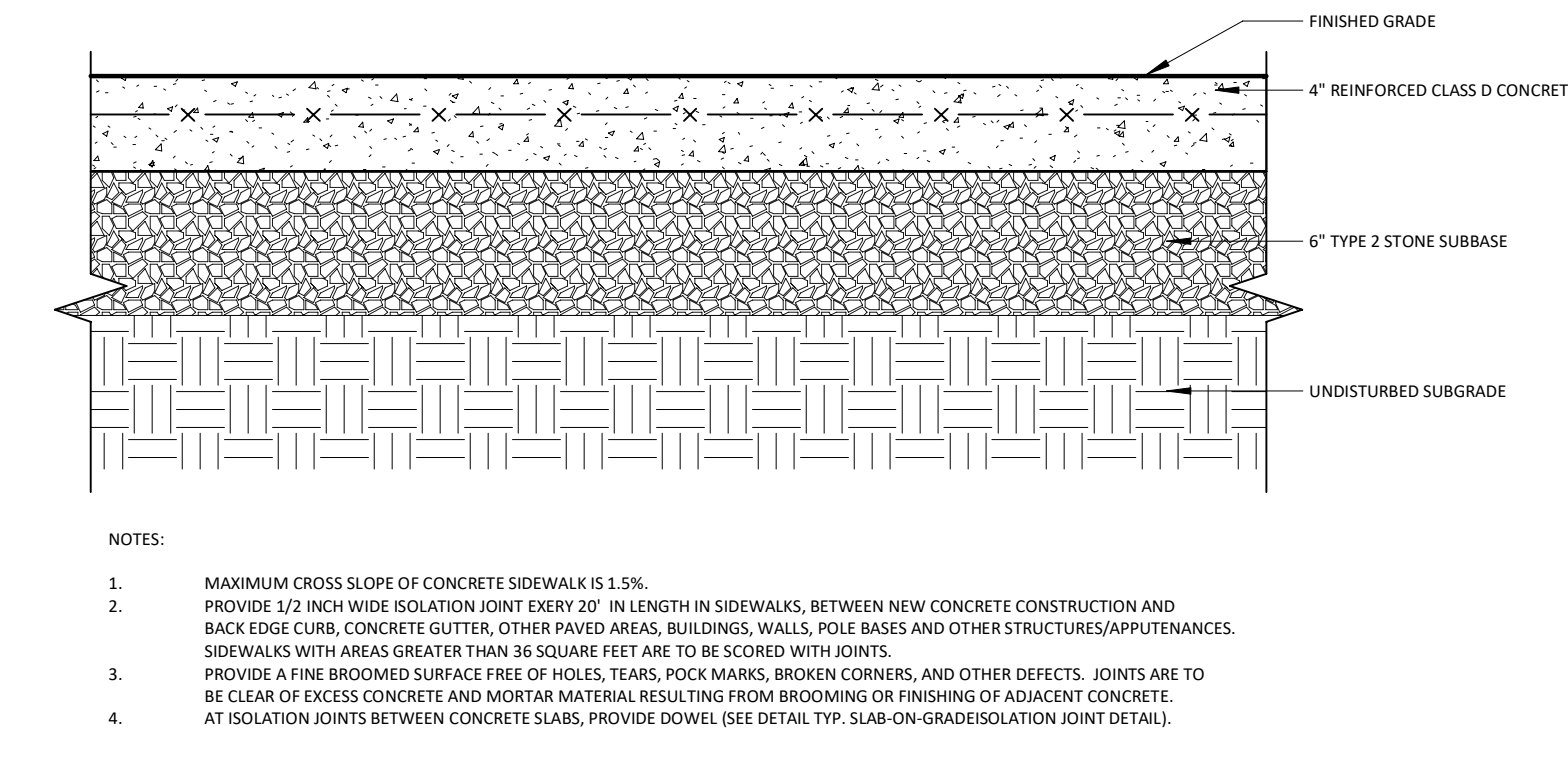 FINISHED GRADE
4" REINFORCED CLASS D CONCRET
6" TYPE 2 STONE SUBBASE
UNDISTURBED SUBGRADE
NOTES:
1. MAXIMUM CROSS SLOPE OF CONCRETE SIDEWALK IS 1.5%.
2. PROVIDE 1/2 INCH WIDE ISOLATION JOINT EXERY 20' IN LENGTH IN SIDEWALKS, BETWEEN NEW CONCRETE CONSTRUCTION AND
BACK EDGE CURB, CONCRETE GUTTER, OTHER PAVED AREAS, BUILDINGS, WALLS, POLE BASES AND OTHER STRUCTURES/APPUTENANCES.
SIDEWALKS WITH AREAS GREATER THAN 36 SQUARE FEET ARE TO BE SCORED WITH JOINTS.
3. PROVIDE A FINE BROOMED SURFACE FREE OF HOLES, TEARS, POCK MARKS, BROKEN CORNERS, AND OTHER DEFECTS. JOINTS ARE TO
BE CLEAR OF EXCESS CONCRETE AND MORTAR MATERIAL RESULTING FROM BROOMING OR FINISHING OF ADJACENT CONCRETE.
4. AT ISOLATION JOINTS BETWEEN CONCRETE SLABS, PROVIDE DOWEL (SEE DETAIL TYP. SLAB-ON-GRADEISOLATION JOINT DETAIL).